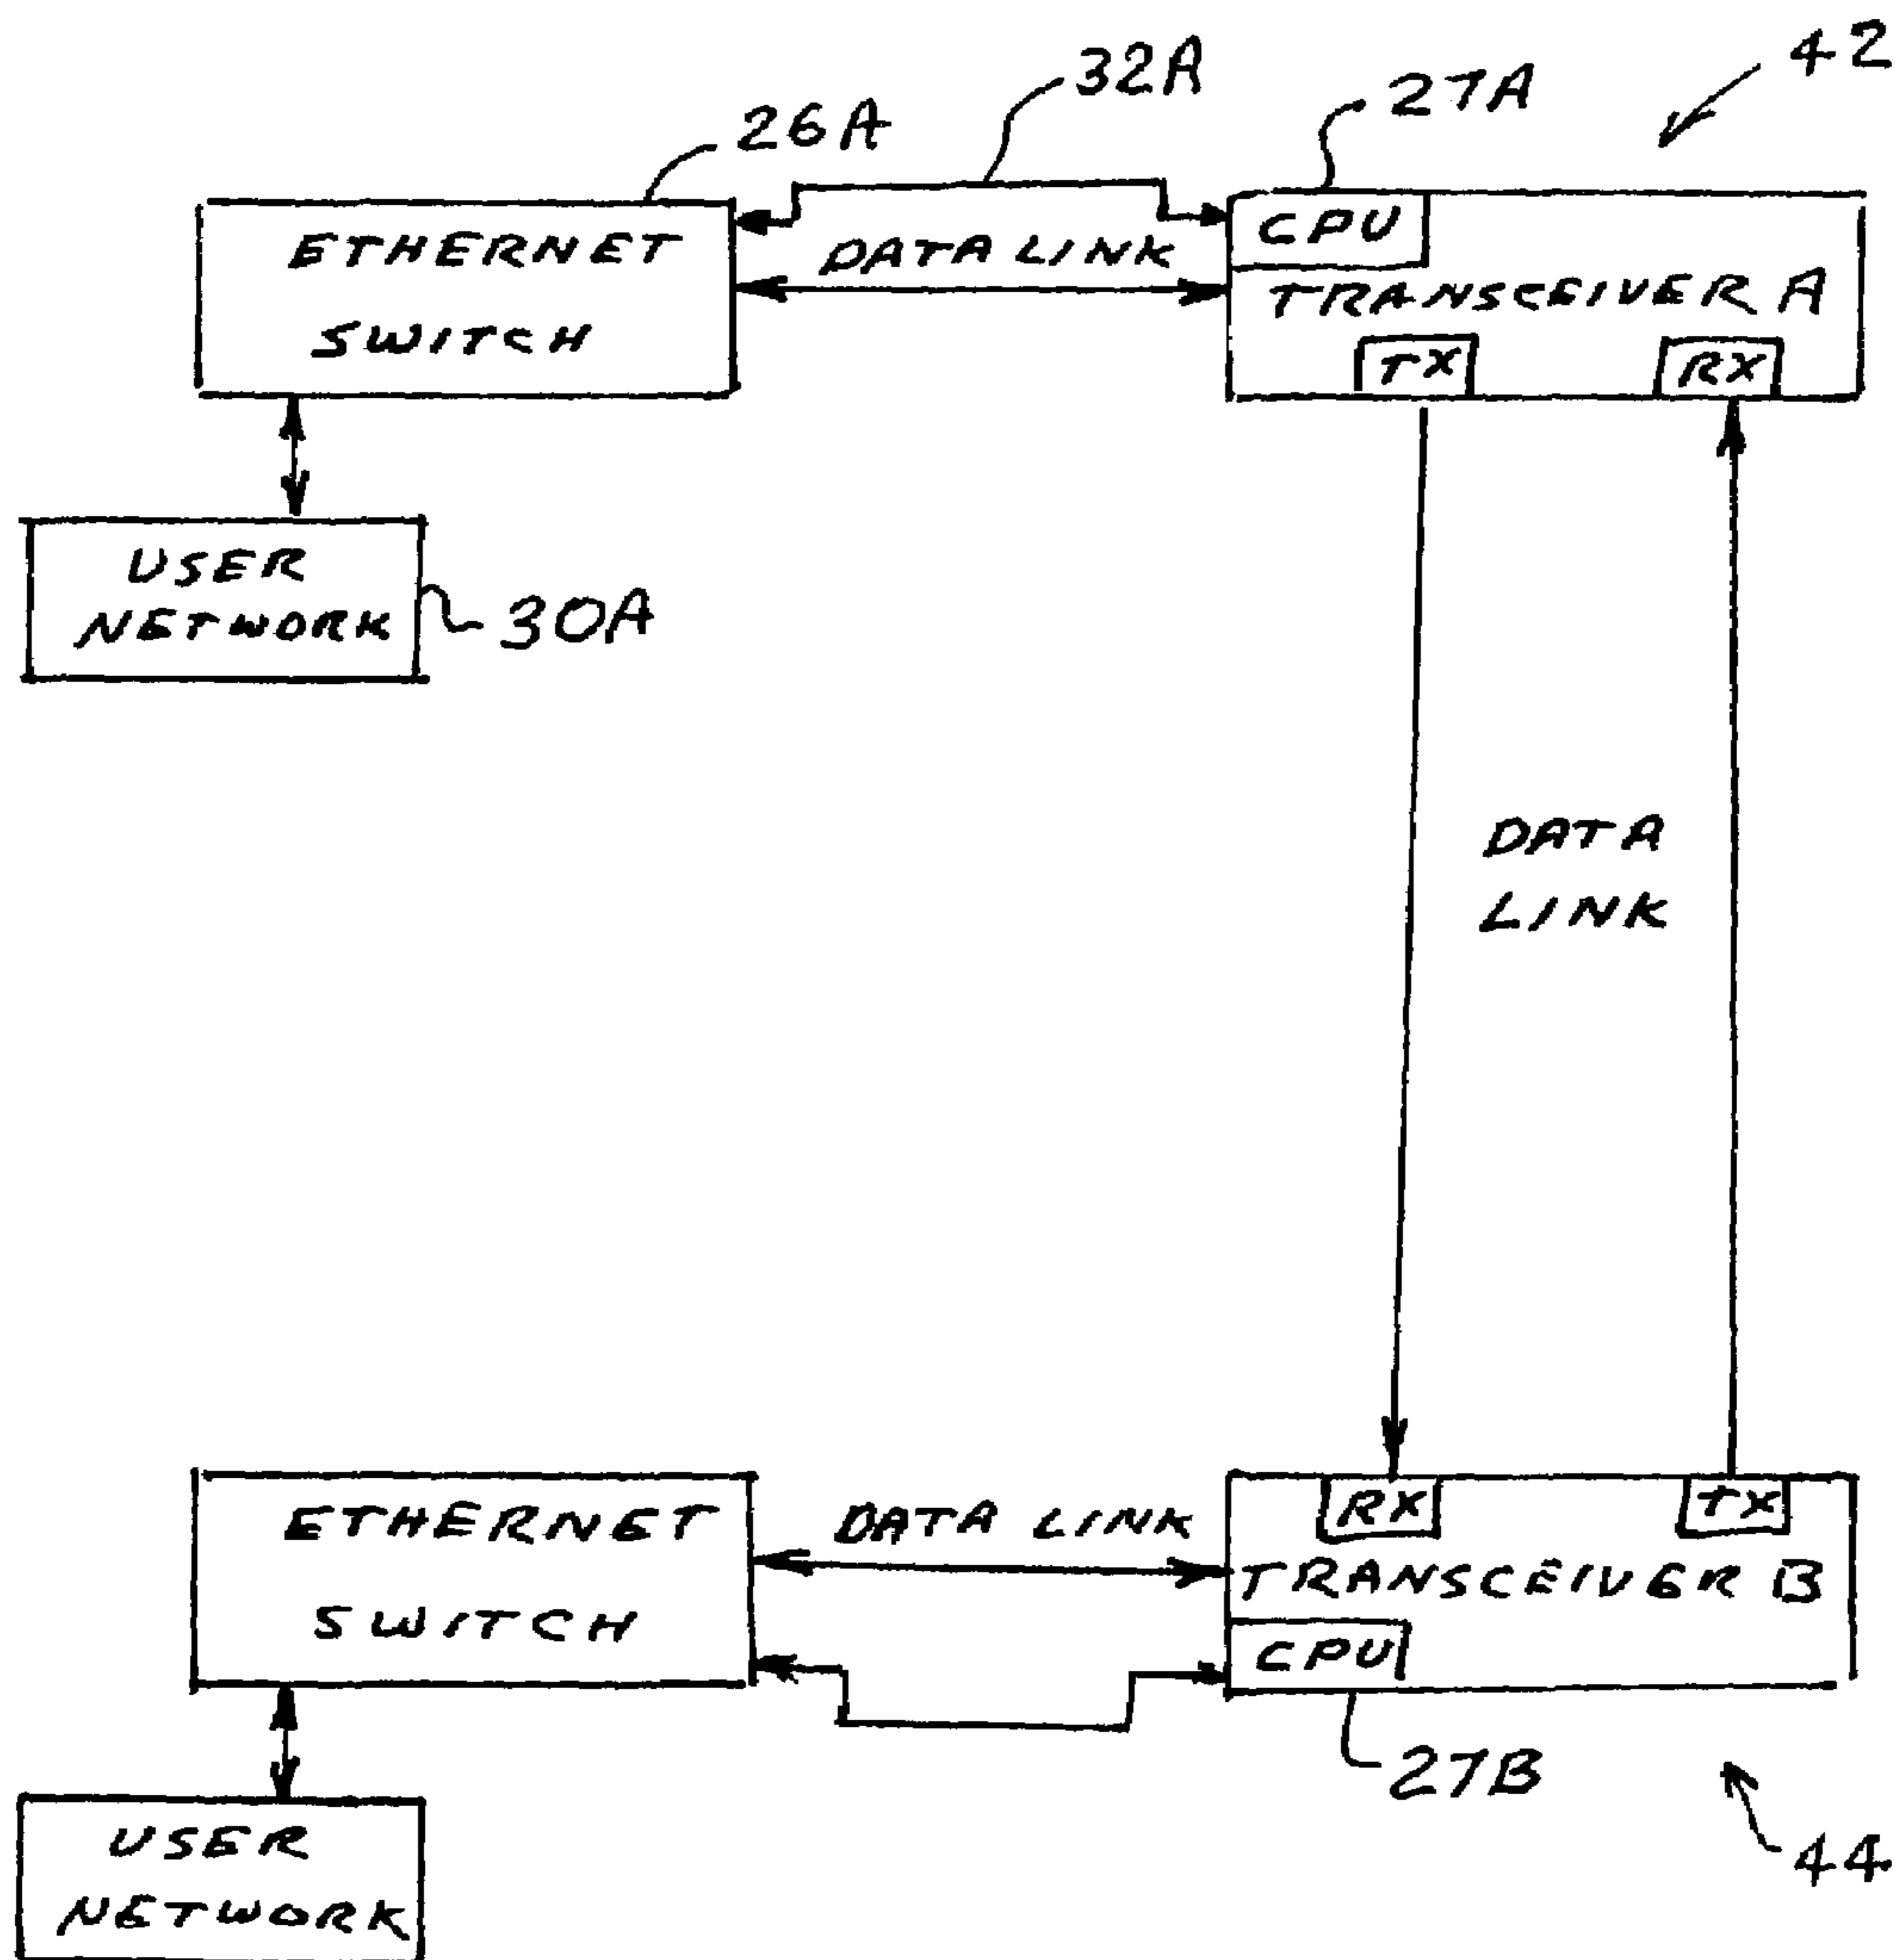 42
32A
27A
26A
ETHERNET
SWITCH
DATA LINK
CPU
TRANSCEIVER A
TX
RX
USER
NETWORK
30A
DATA
LINK
ETHERNET
SWITCH
DATA LINK
RX
TX
TRANSCEIVER B
CPU
27B
44
USER
NETWORK